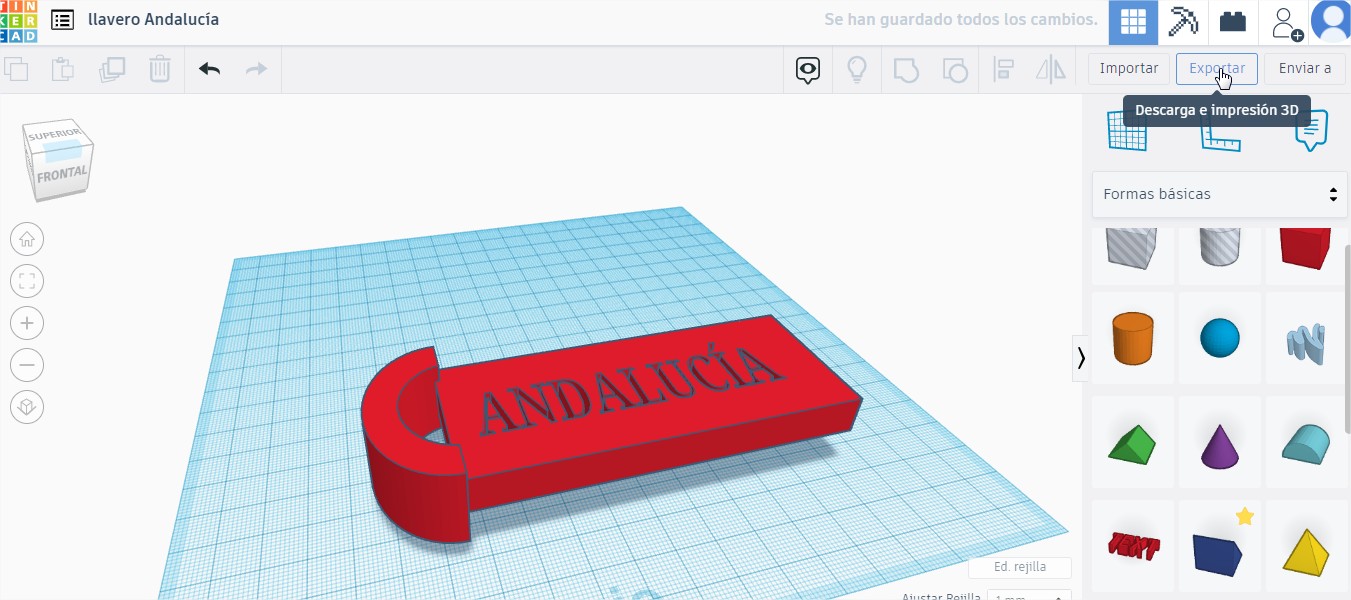 TIN
KER
CAD
llavero Andalucía
Se han guardado todos los cambios.
Importar
Exportar
Enviar a
Descarga e impresión 3D
SUPERIOR
FRONTAL
Formas básicas
ANDALUCÍA
TEXT
Ed. rejilla
Ajustar Rejilla
1 mm